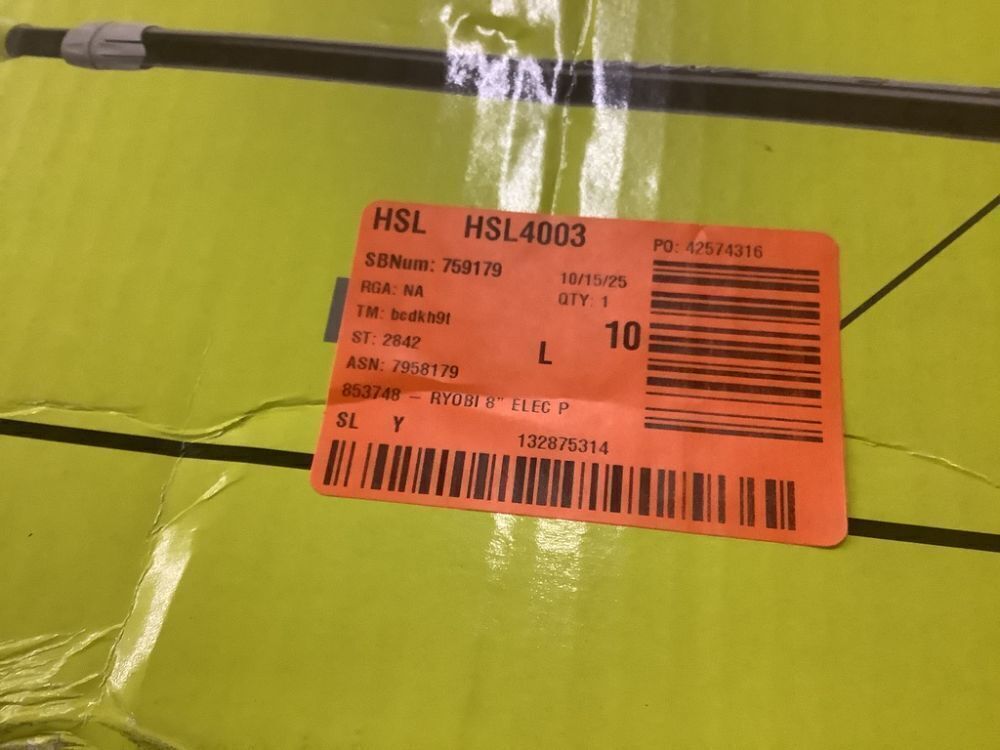 HSL HSL4003
PO: 42574316
SBNum: 759179
10/15/25
RGA: NA
QTY: 1
TM: bcdkh9t
10
ST: 2842
L
ASN: 7958179
853748 – RYOBI 8" ELEC P
SL Y
132875314